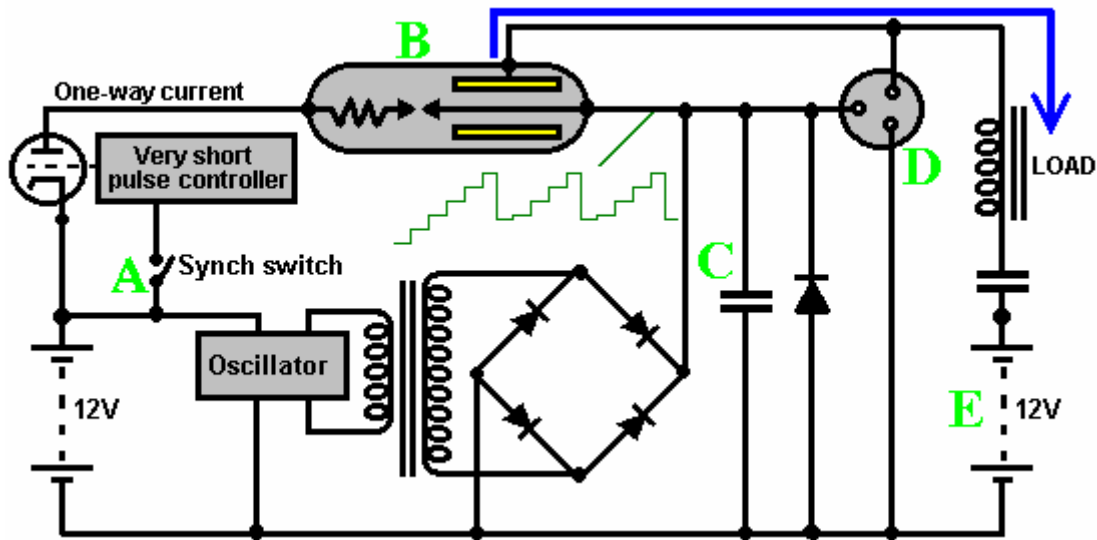 B
One-way current
Very short
pulse controller
D
LOAD
A
Synch switch
C
Oscillator
12V
E
12V